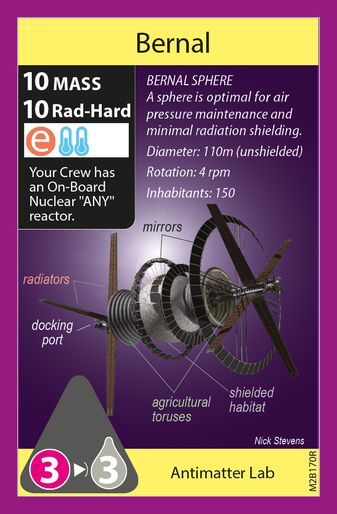 Bernal
10 MASS
10 Rad-Hard
e
Your Crew has
an On-Board
Nuclear "ANY"
reactor.
BERNAL SPHERE
A sphere is optimal for air
pressure maintenance and
minimal radiation shielding.
Diameter: 110m (unshielded)
Rotation: 4 rpm
Inhabitants: 150
mirrors
radiators
docking
port
agricultural
toruses
shielded
habitat
Nick Stevens
3 3
Antimatter Lab
M2B170R